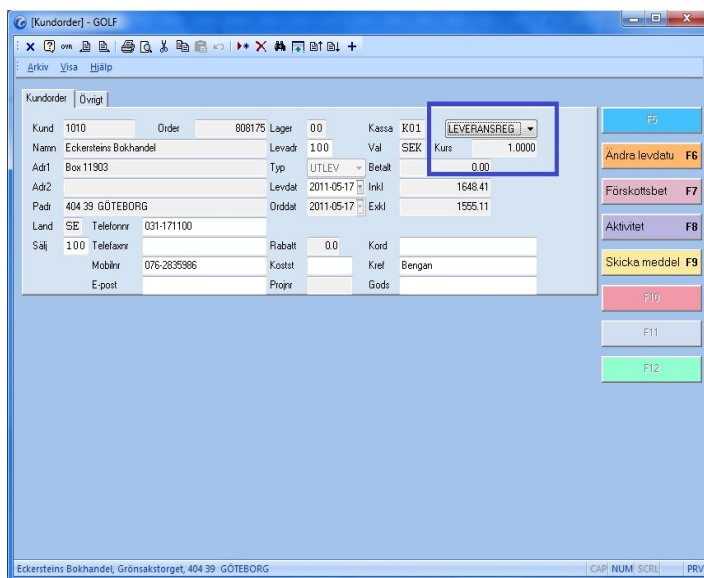 [Kundorder] - GOLF
OVR
Arkiv Visa Hjälp
Kundorder Övrigt
Kund 1010 Order 808175 Lager 00 Kassa K01 LEVERANSREG
Namn Eckersteins Bokhandel Levadr 100 Val SEK Kurs 1.0000
Adr1 Box 11903 Typ UTLEV Betalt 0.00
Adr2 Levdat 2011-05-17 Inkl 1648.41
Padr 404 39 GÖTEBORG Orddat 2011-05-17 Exkl 1555.11
Land SE Telefonnr 031-171100
Sälj 100 Telefaxnr Rabatt 0.0 Kord
Mobilnr 076-2835986 Kostst Kref Bengan
E-post Projnr Gods
F5
Ändra levdatu F6
Förskottsbet F7
Aktivitet F8
Skicka meddel F9
F10
F11
F12
Eckersteins Bokhandel, Grönsakstorget, 404 39 GÖTEBORG CAP NUM SCRL PRV